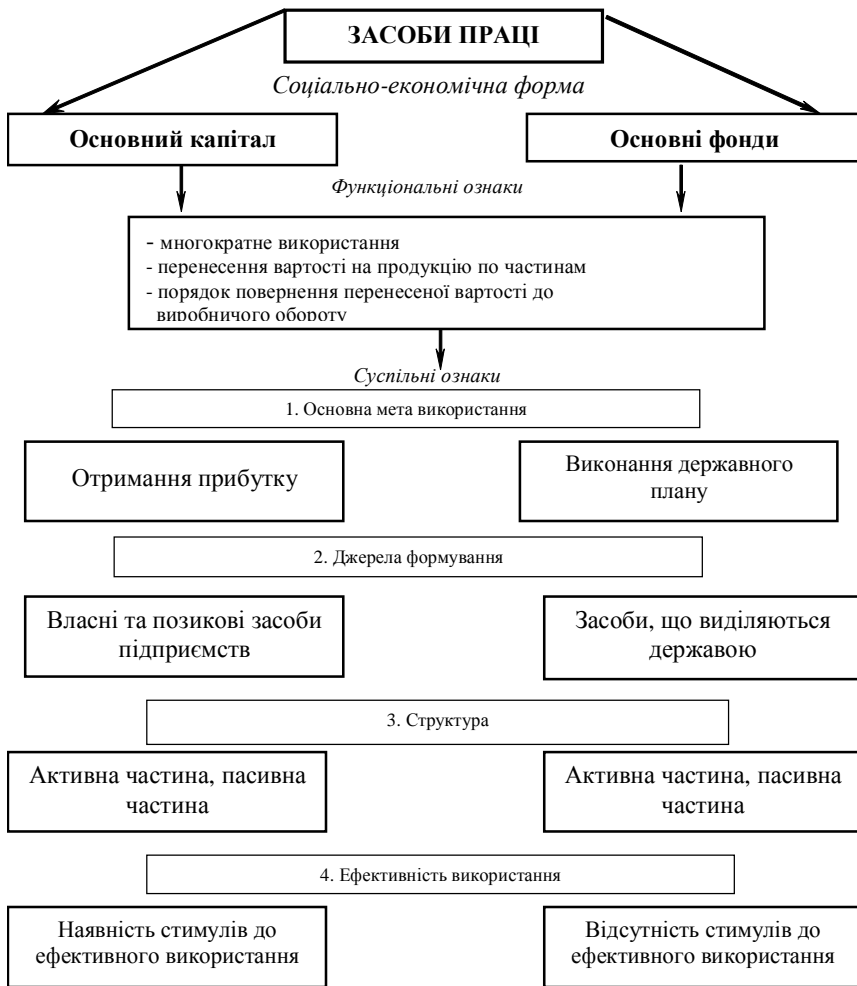 ЗАСОБИ ПРАЦІ
Соціально-економічна форма
Основний капітал
Основні фонди
Функціональні ознаки
- многократне використання
- перенесення вартості на продукцію по частинам
- порядок повернення перенесеної вартості до
виробничого обороту
Суспільні ознаки
1. Основна мета використання
Отримання прибутку
Виконання державного
плану
2. Джерела формування
Власні та позикові засоби
підприємств
Засоби, що виділяються
державою
3. Структура
Активна частина, пасивна
частина
Активна частина, пасивна
частина
4. Ефективність використання
Наявність стимулів до
ефективного використання
Відсутність стимулів до
ефективного використання